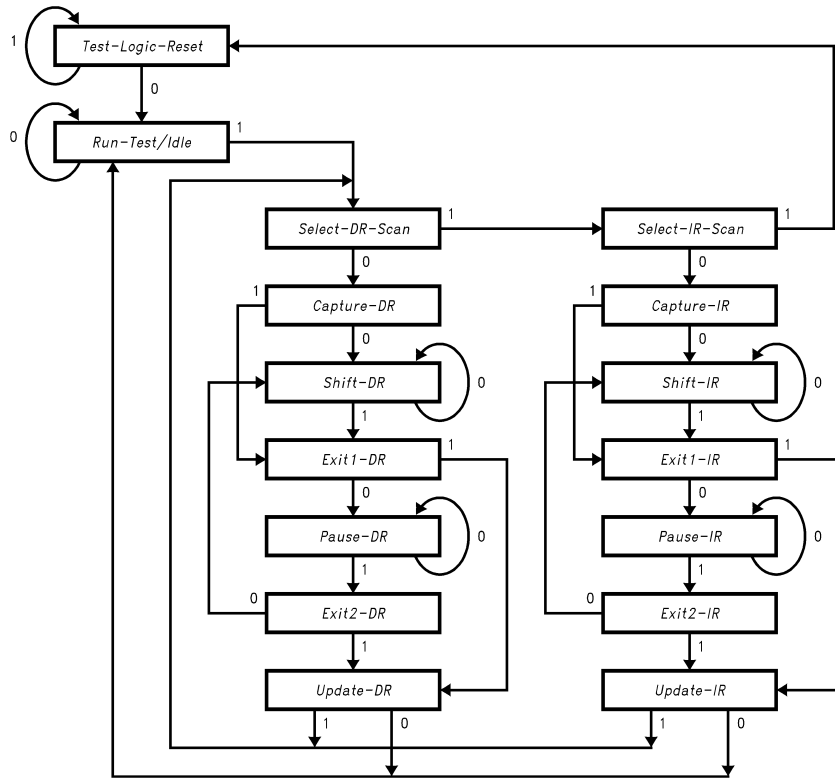 Test-Logic-Reset
1
0
Run-Test/Idle
0
1
Select-DR-Scan
1
Select-IR-Scan
1
0
0
1
Capture-DR
1
Capture-IR
0
0
Shift-DR
0
Shift-IR
0
1
1
Exit1-DR
1
Exit1-IR
1
0
0
Pause-DR
0
Pause-IR
0
1
1
0
Exit2-DR
0
Exit2-IR
1
1
Update-DR
Update-IR
1
0
1
0